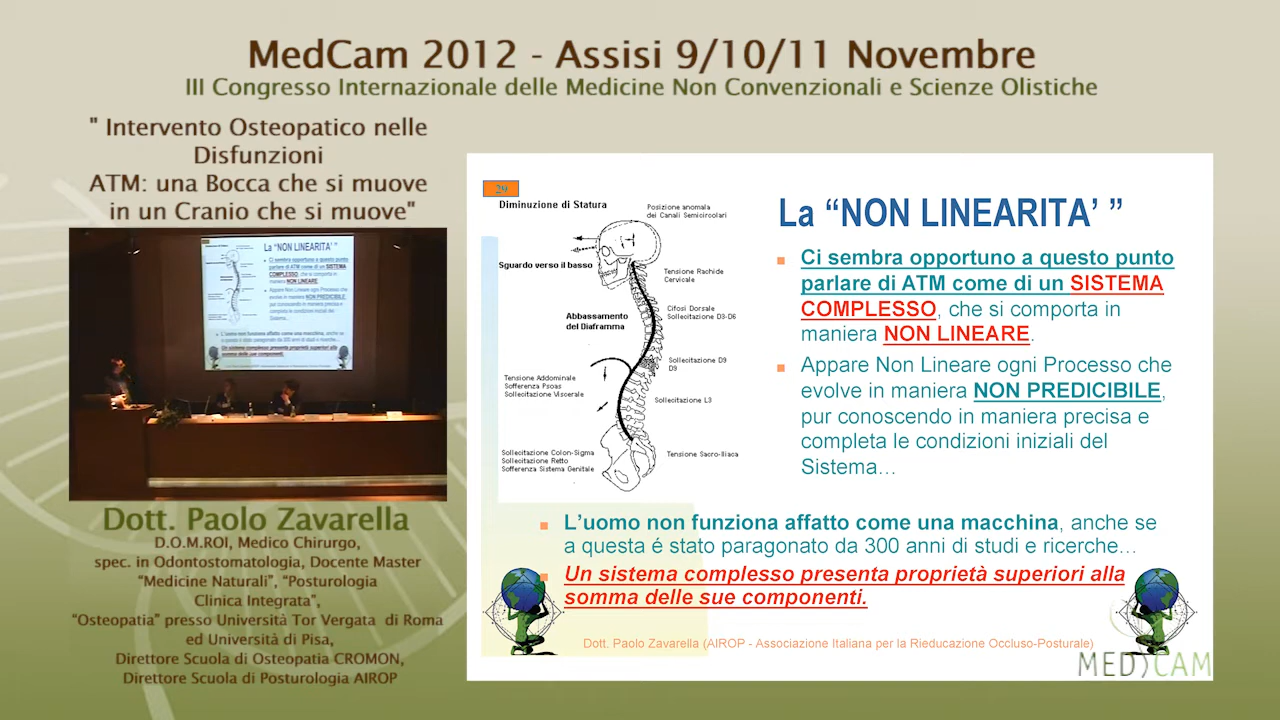 MedCam 2012 - Assisi 9/10/11 Novembre
III Congresso Internazionale delle Medicine Non Convenzionali e Scienze Olistiche
" Intervento Osteopatico nelle
Disfunzioni
ATM: una Bocca che si muove
in un Cranio che si muove"
Dott. Paolo Zavarella
D.O.M.ROI, Medico Chirurgo,
spec. in Odontostomatologia, Docente Master
“Medicine Naturali”, “Posturologia
Clinica Integrata”,
“Osteopatia” presso Università Tor Vergata di Roma
ed Università di Pisa,
Direttore Scuola di Osteopatia CROMON,
Direttore Scuola di Posturologia AIROP
29
Diminuzione di Statura
Posizione anomala
dei Canali Semicircolari
Sguardo verso il basso
Tensione Rachide
Cervicale
Abbassamento
del Diaframma
Cifosi Dorsale
Sollecitazione D3-D6
Sollecitazione D9
D9
Tensione Addominale
Sofferenza Psoas
Sollecitazione Viscerale
Sollecitazione L3
Sollecitazione Colon-Sigma
Sollecitazione Retto
Sofferenza Sistema Genitale
Tensione Sacro-Iliaca
La “NON LINEARITA’ ”
Ci sembra opportuno a questo punto
parlare di ATM come di un SISTEMA
COMPLESSO, che si comporta in
maniera NON LINEARE.
Appare Non Lineare ogni Processo che
evolve in maniera NON PREDICIBILE,
pur conoscendo in maniera precisa e
completa le condizioni iniziali del
Sistema…
L’uomo non funziona affatto come una macchina, anche se
a questa é stato paragonato da 300 anni di studi e ricerche…
Un sistema complesso presenta proprietà superiori alla
somma delle sue componenti.
Dott. Paolo Zavarella (AIROP - Associazione Italiana per la Rieducazione Occluso-Posturale)
MEDCAM